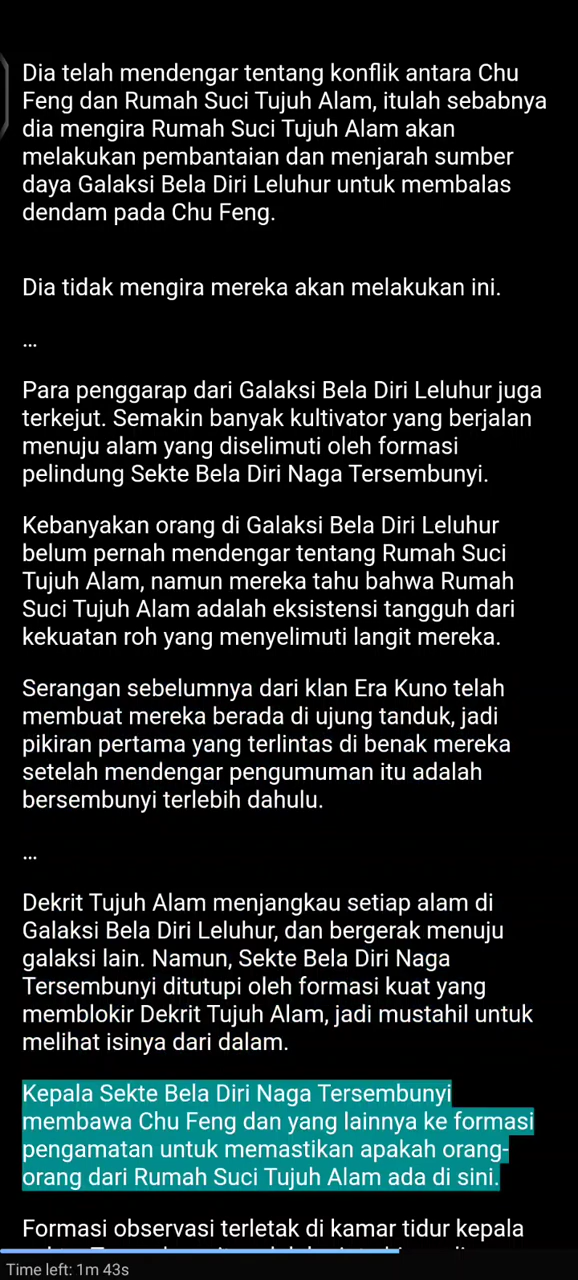 Dia telah mendengar tentang konflik antara Chu
Feng dan Rumah Suci Tujuh Alam, itulah sebabnya
dia mengira Rumah Suci Tujuh Alam akan
melakukan pembantaian dan menjarah sumber
daya Galaksi Bela Diri Leluhur untuk membalas
dendam pada Chu Feng.
Dia tidak mengira mereka akan melakukan ini.
...
Para penggarap dari Galaksi Bela Diri Leluhur juga
terkejut. Semakin banyak kultivator yang berjalan
menuju alam yang diselimuti oleh formasi
pelindung Sekte Bela Diri Naga Tersembunyi.
Kebanyakan orang di Galaksi Bela Diri Leluhur
belum pernah mendengar tentang Rumah Suci
Tujuh Alam, namun mereka tahu bahwa Rumah
Suci Tujuh Alam adalah eksistensi tangguh dari
kekuatan roh yang menyelimuti langit mereka.
Serangan sebelumnya dari klan Era Kuno telah
membuat mereka berada di ujung tanduk, jadi
pikiran pertama yang terlintas di benak mereka
setelah mendengar pengumuman itu adalah
bersembunyi terlebih dahulu.
...
Dekrit Tujuh Alam menjangkau setiap alam di
Galaksi Bela Diri Leluhur, dan bergerak menuju
galaksi lain. Namun, Sekte Bela Diri Naga
Tersembunyi ditutupi oleh formasi kuat yang
memblokir Dekrit Tujuh Alam, jadi mustahil untuk
melihat isinya dari dalam.
Kepala Sekte Bela Diri Naga Tersembunyi
membawa Chu Feng dan yang lainnya ke formasi
pengamatan untuk memastikan apakah orang-
orang dari Rumah Suci Tujuh Alam ada di sini.
Formasi observasi terletak di kamar tidur kepala
Time left: 1m 43s